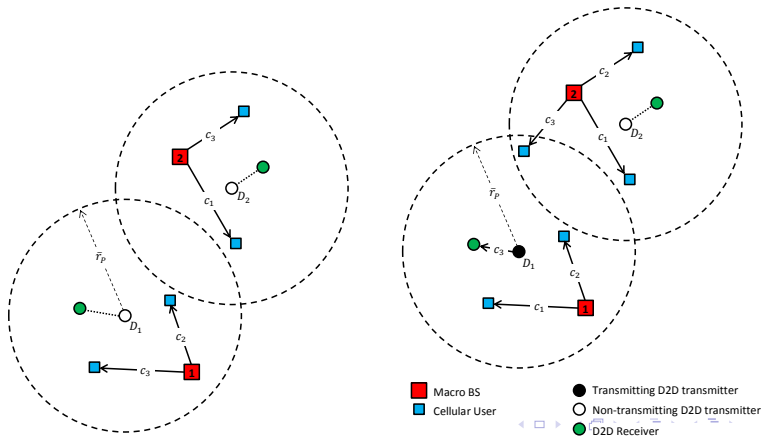 c₃
2
c₁
D₂
r̄ₚ
D₁
c₂
1
c₃
c₂
2
c₃
c₁
D₂
r̄ₚ
c₃
D₁
c₂
c₁
1
Macro BS
Cellular User
Transmitting D2D transmitter
Non-transmitting D2D transmitter
D2D Receiver